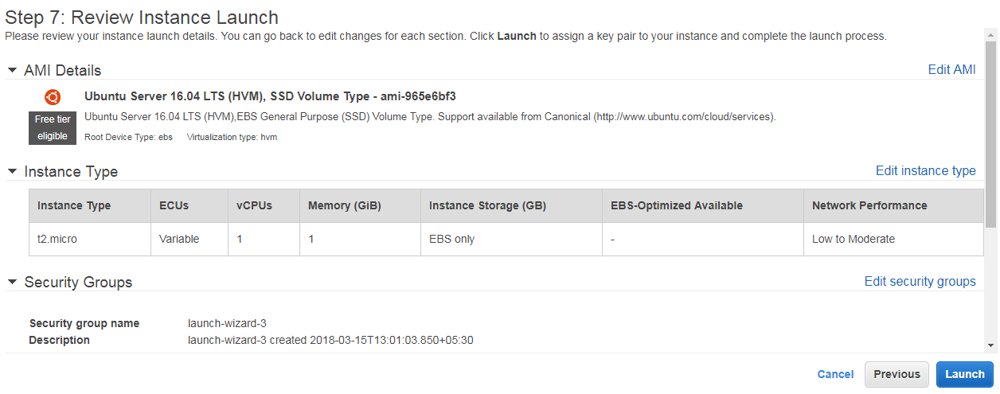 Step 7: Review Instance Launch
Please review your instance launch details. You can go back to edit changes for each section. Click Launch to assign a key pair to your instance and complete the launch process.
AMI Details
Edit AMI
Ubuntu Server 16.04 LTS (HVM), SSD Volume Type - ami-965e6bf3
Free tier
eligible
Ubuntu Server 16.04 LTS (HVM),EBS General Purpose (SSD) Volume Type. Support available from Canonical (http://www.ubuntu.com/cloud/services).
Root Device Type: ebs Virtualization type: hvm
Instance Type
Edit instance type
Instance Type ECUs vCPUs Memory (GiB) Instance Storage (GB) EBS-Optimized Available Network Performance
t2.micro Variable 1 1 EBS only - Low to Moderate
Security Groups
Edit security groups
Security group name launch-wizard-3
Description launch-wizard-3 created 2018-03-15T13:01:03.850+05:30
Cancel Previous Launch